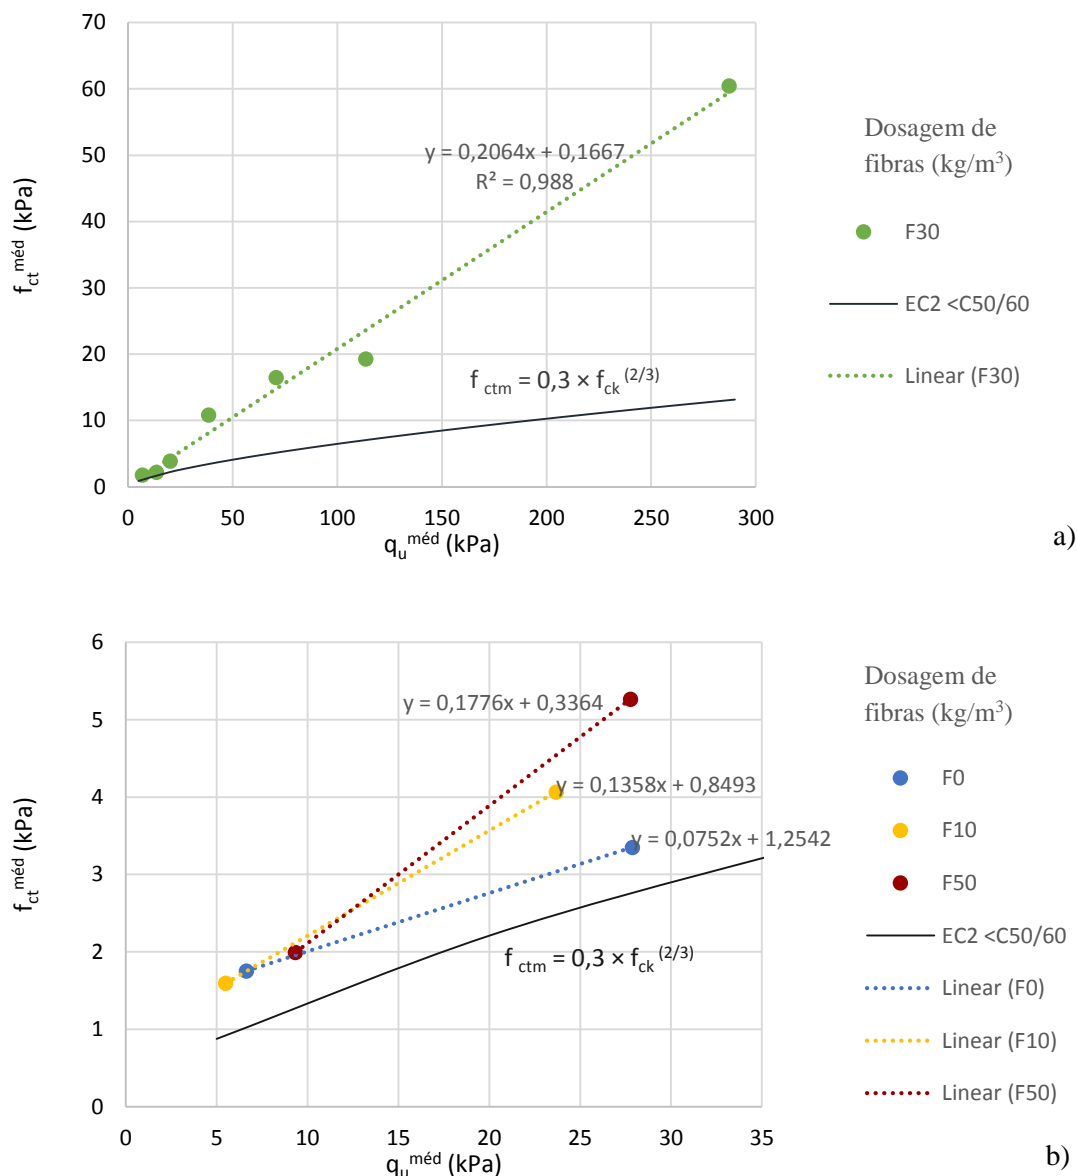 70
60
50
40
30
20
10
0
f_ct^méd (kPa)
y = 0,2064x + 0,1667
R² = 0,988
f ctm = 0,3 × f_ck^(2/3)
0 50 100 150 200 250 300
q_u^méd (kPa)
Dosagem de
fibras (kg/m³)
F30
EC2 <C50/60
Linear (F30)
a)
6
5
4
3
2
1
0
f_ct^méd (kPa)
y = 0,1776x + 0,3364
y = 0,1358x + 0,8493
y = 0,0752x + 1,2542
f ctm = 0,3 × f_ck^(2/3)
0 5 10 15 20 25 30 35
q_u^méd (kPa)
Dosagem de
fibras (kg/m³)
F0
F10
F50
EC2 <C50/60
Linear (F0)
Linear (F10)
Linear (F50)
b)